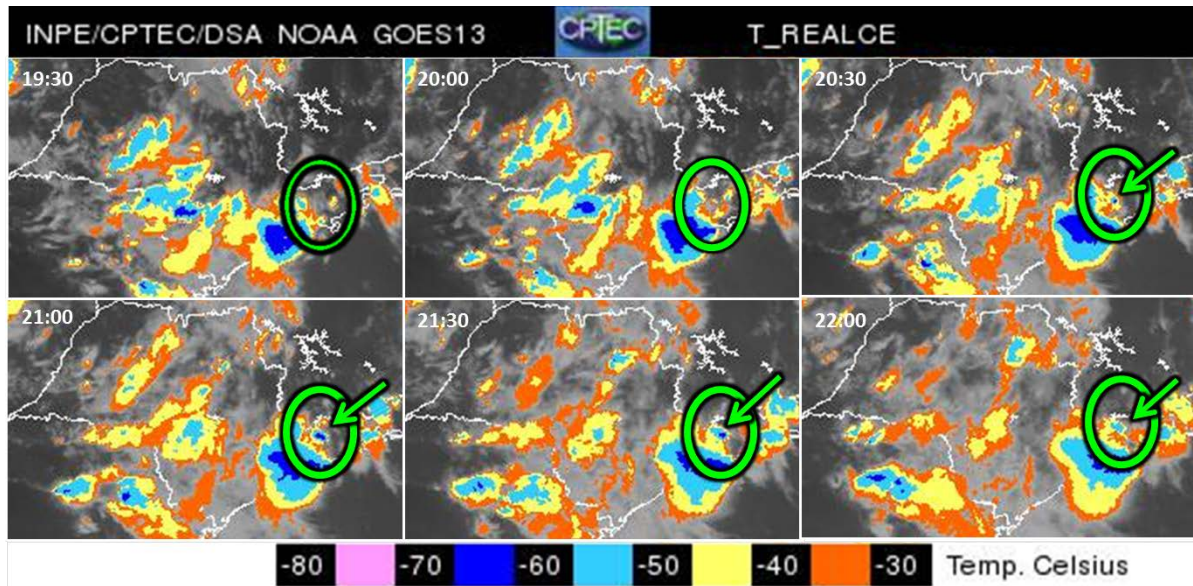 INPE/CPTEC/DSA NOAA GOES13 CPTEC T_REALCE
19:30 20:00 20:30
21:00 21:30 22:00
-80 -70 -60 -50 -40 -30 Temp. Celsius